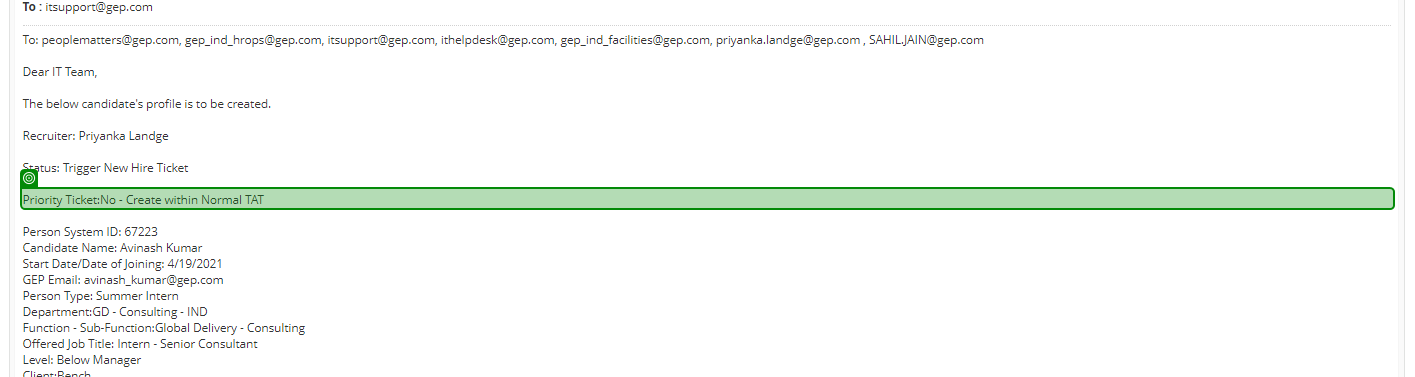 To : itsupport@gep.com
To: peoplematters@gep.com, gep_ind_hrops@gep.com, itsupport@gep.com, ithelpdesk@gep.com, gep_ind_facilities@gep.com, priyanka.landge@gep.com , SAHIL.JAIN@gep.com
Dear IT Team,
The below candidate's profile is to be created.
Recruiter: Priyanka Landge
Status: Trigger New Hire Ticket
Priority Ticket:No - Create within Normal TAT
Person System ID: 67223
Candidate Name: Avinash Kumar
Start Date/Date of Joining: 4/19/2021
GEP Email: avinash_kumar@gep.com
Person Type: Summer Intern
Department:GD - Consulting - IND
Function - Sub-Function:Global Delivery - Consulting
Offered Job Title: Intern - Senior Consultant
Level: Below Manager
Client:Bench